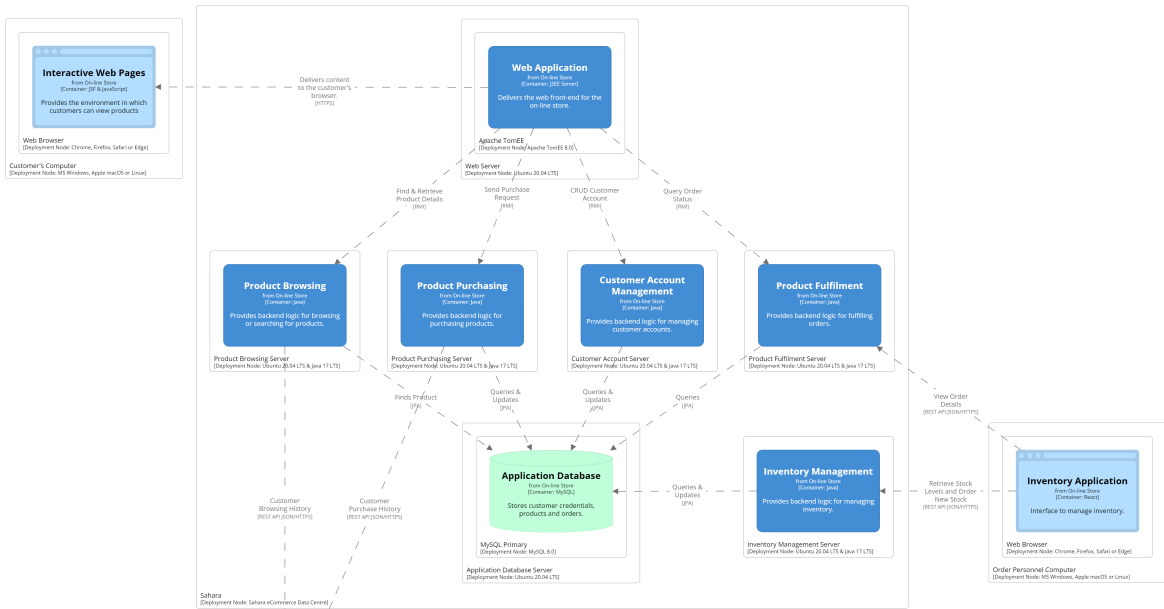 Interactive Web Pages
from On-line Store
[Container: JSP & JavaScript]
Provides the environment in which
customers can view products
Web Browser
[Deployment Node: Chrome, Firefox, Safari or Edge]
Customer's Computer
[Deployment Node: MS Windows, Apple macOS or Linux]
Delivers content
to the customer's
browser.
[HTTPS]
Web Application
from On-line Store
[Container: J2EE Server]
Delivers the web front-end for the
on-line store.
Apache TomEE
[Deployment Node: Apache TomEE 8.0]
Web Server
[Deployment Node: Ubuntu 20.04 LTS]
Find & Retrieve
Product Details
[RMI]
Send Purchase
Request
[RMI]
CRUD Customer
Account
[RMI]
Query Order
Status
[RMI]
Product Browsing
from On-line Store
[Container: Java]
Provides backend logic for browsing
or searching for products.
Product Browsing Server
[Deployment Node: Ubuntu 20.04 LTS & Java 17 LTS]
Product Purchasing
from On-line Store
[Container: Java]
Provides backend logic for
purchasing products.
Product Purchasing Server
[Deployment Node: Ubuntu 20.04 LTS & Java 17 LTS]
Customer Account
Management
from On-line Store
[Container: Java]
Provides backend logic for managing
customer accounts.
Customer Account Server
[Deployment Node: Ubuntu 20.04 LTS & Java 17 LTS]
Product Fulfilment
from On-line Store
[Container: Java]
Provides backend logic for fulfilling
orders.
Product Fulfilment Server
[Deployment Node: Ubuntu 20.04 LTS & Java 17 LTS]
Finds Product
[JPA]
Queries &
Updates
[JPA]
Queries &
Updates
[JPA]
Queries
[JPA]
View Order
Details
[REST API JSON/HTTPS]
Application Database
from On-line Store
[Container: MySQL]
Stores customer credentials,
products and orders.
MySQL Primary
[Deployment Node: MySQL 8.0]
Application Database Server
[Deployment Node: Ubuntu 20.04 LTS]
Queries &
Updates
[JPA]
Inventory Management
from On-line Store
[Container: Java]
Provides backend logic for managing
inventory.
Inventory Management Server
[Deployment Node: Ubuntu 20.04 LTS & Java 17 LTS]
Retrieve Stock
Levels and Order
New Stock
[REST API JSON/HTTPS]
Inventory Application
from On-line Store
[Container: React]
Interface to manage inventory.
Web Browser
[Deployment Node: Chrome, Firefox, Safari or Edge]
Order Personnel Computer
[Deployment Node: MS Windows, Apple macOS or Linux]
Customer
Browsing History
[REST API JSON/HTTPS]
Customer
Purchase History
[REST API JSON/HTTPS]
Sahara
[Deployment Node: Sahara eCommerce Data Centre]